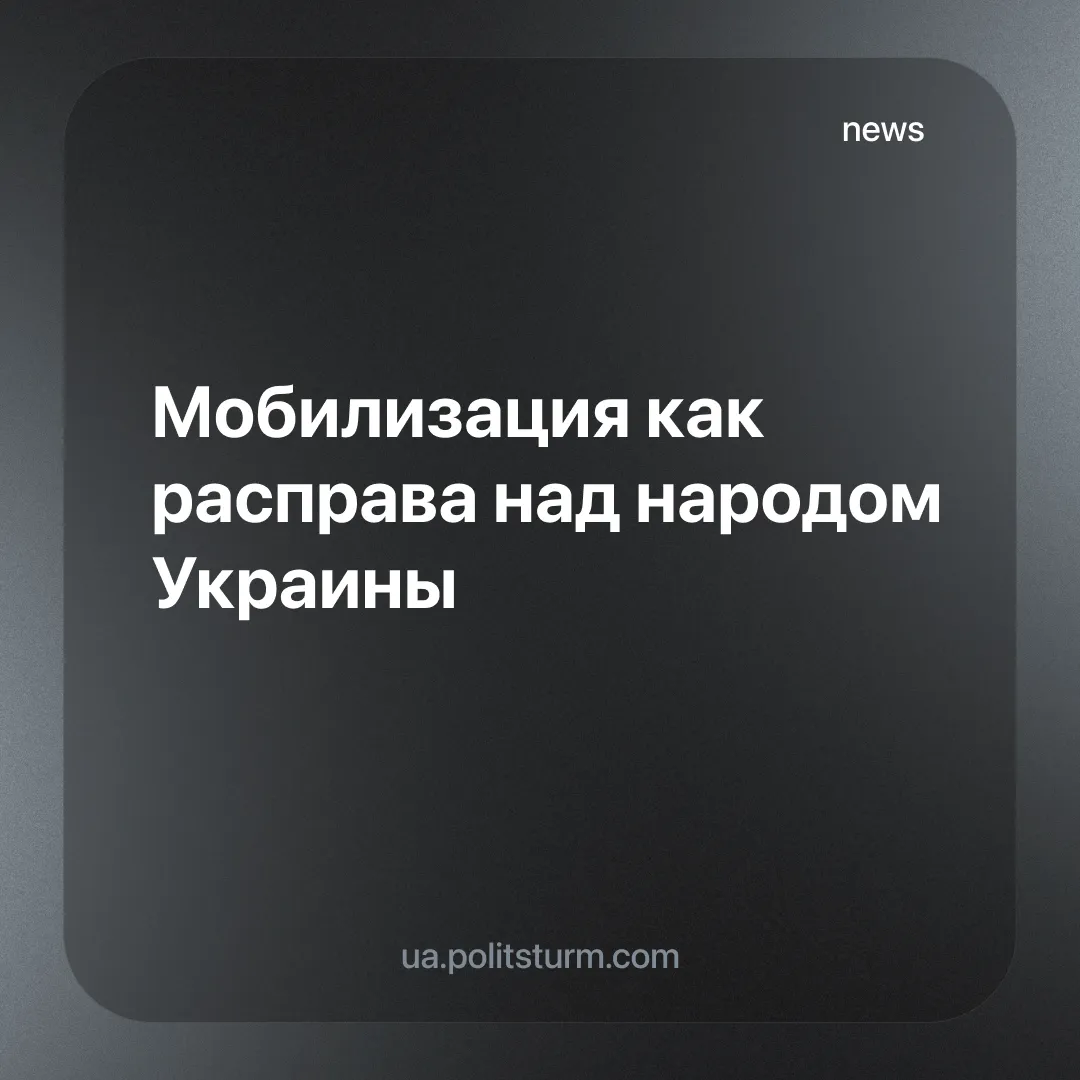 news
Мобилизация как
расправа над народом
Украины
ua.politsturm.com